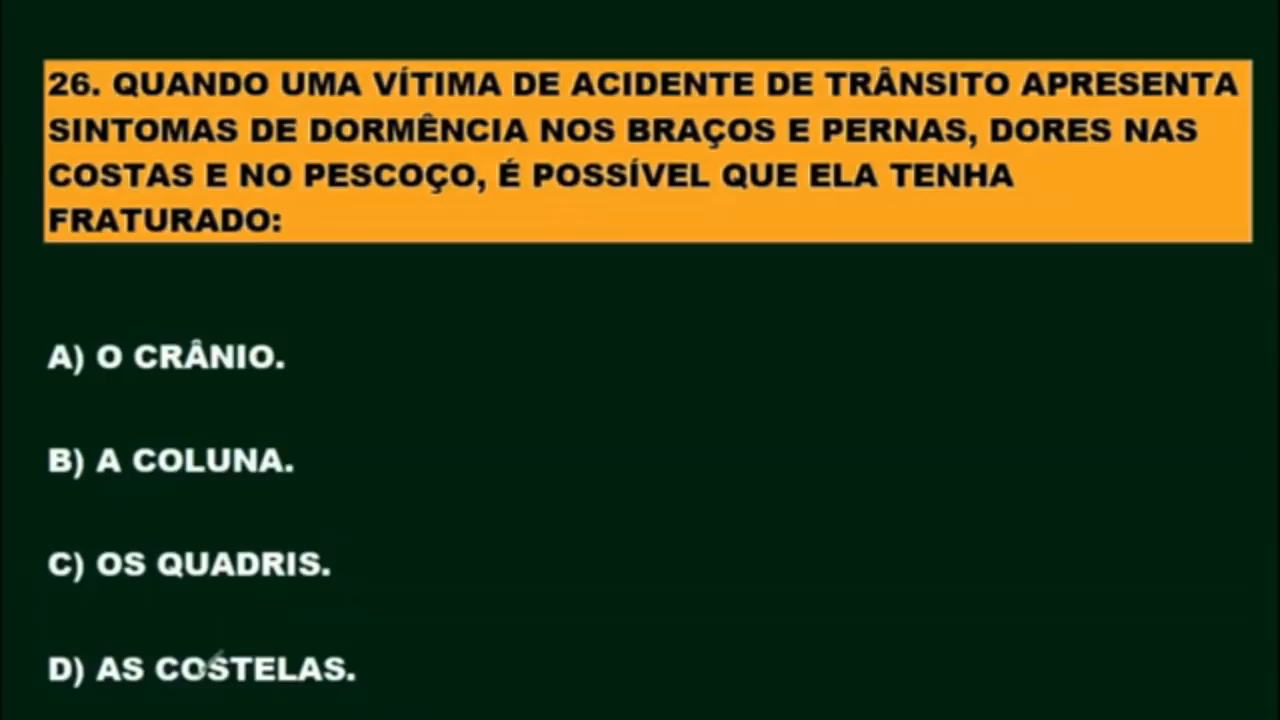 26. QUANDO UMA VÍTIMA DE ACIDENTE DE TRÂNSITO APRESENTA
SINTOMAS DE DORMÊNCIA NOS BRAÇOS E PERNAS, DORES NAS
COSTAS E NO PESCOÇO, É POSSÍVEL QUE ELA TENHA
FRATURADO:
A) O CRÂNIO.
B) A COLUNA.
C) OS QUADRIS.
D) AS COSTELAS.